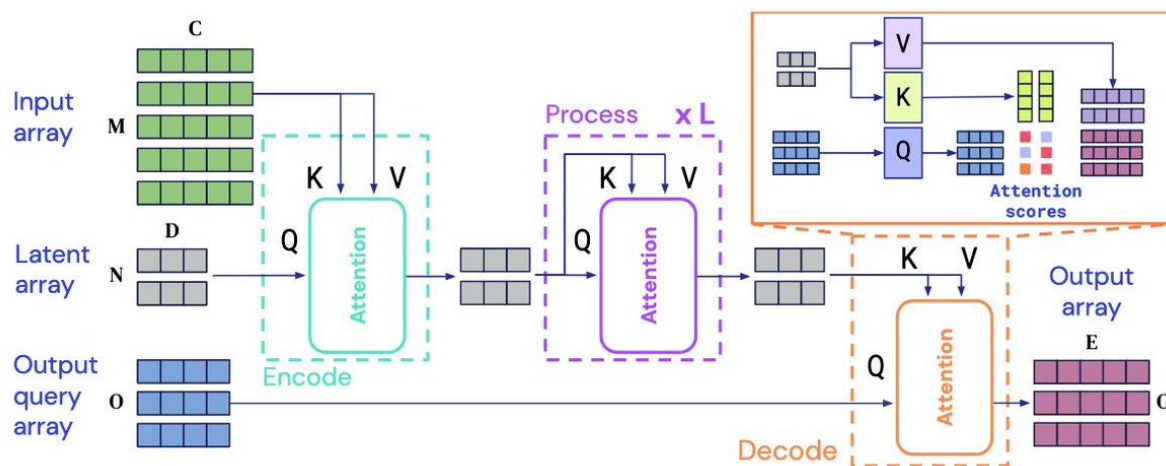 C
Input
array
M
D
Latent
array
N
Output
query
array
O
K
V
Q
Attention
Encode
Process
x L
K
V
Q
Attention
K
V
Q
Attention
Decode
V
K
Q
Attention
scores
Output
array
E
O